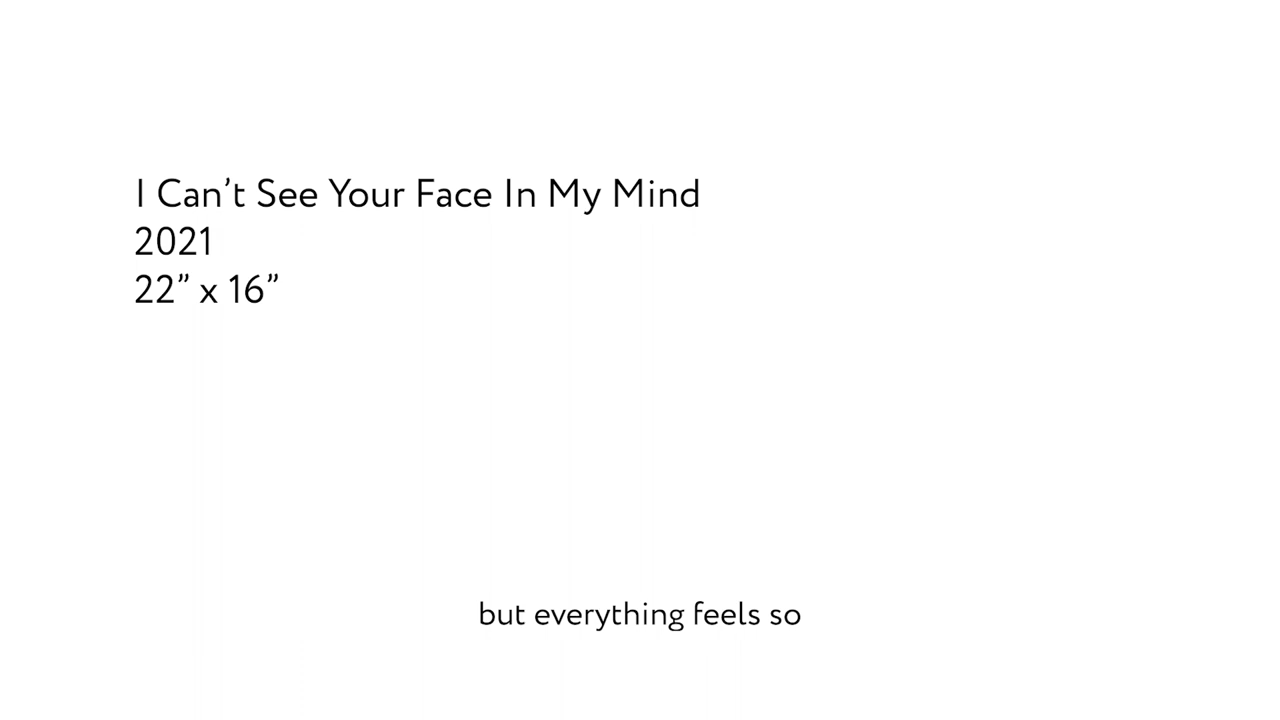 I Can’t See Your Face In My Mind
2021
22” x 16”
but everything feels so